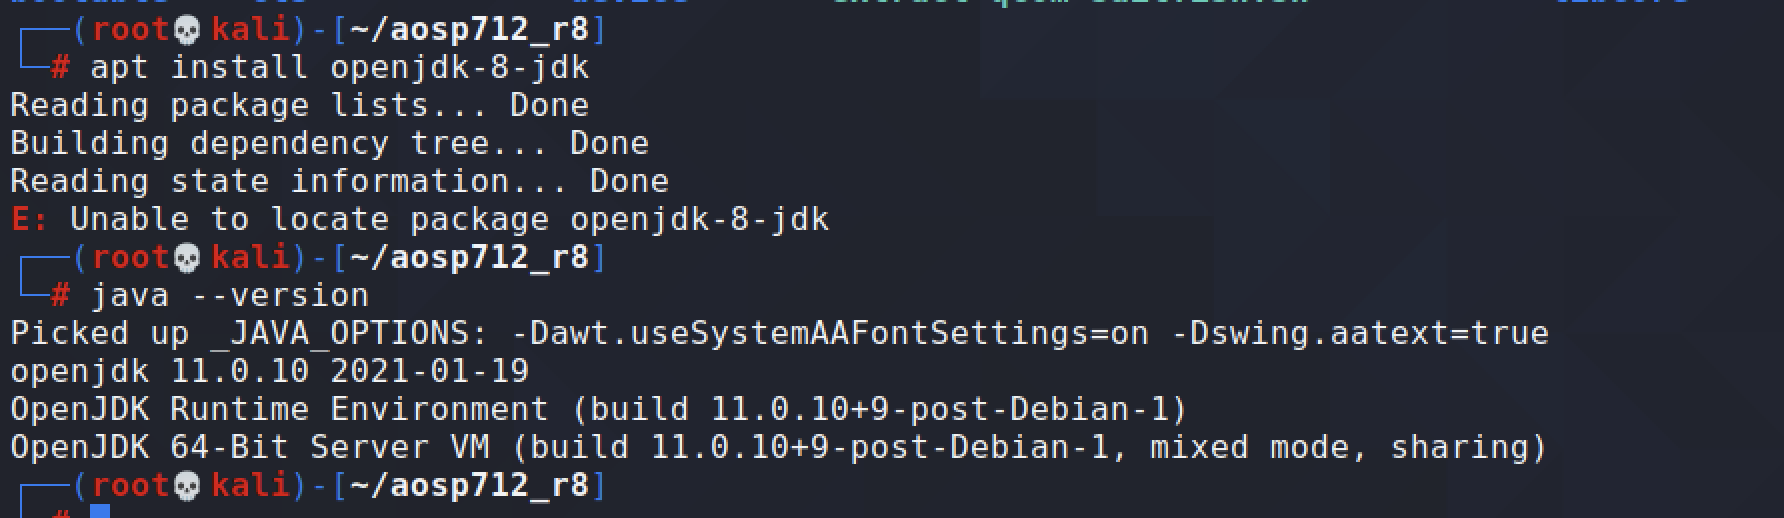 ┌──(root💀kali)-[~/aosp712_r8]
└─# apt install openjdk-8-jdk
Reading package lists... Done
Building dependency tree... Done
Reading state information... Done
E: Unable to locate package openjdk-8-jdk
┌──(root💀kali)-[~/aosp712_r8]
└─# java --version
Picked up _JAVA_OPTIONS: -Dawt.useSystemAAFontSettings=on -Dswing.aatext=true
openjdk 11.0.10 2021-01-19
OpenJDK Runtime Environment (build 11.0.10+9-post-Debian-1)
OpenJDK 64-Bit Server VM (build 11.0.10+9-post-Debian-1, mixed mode, sharing)
┌──(root💀kali)-[~/aosp712_r8]
└─#